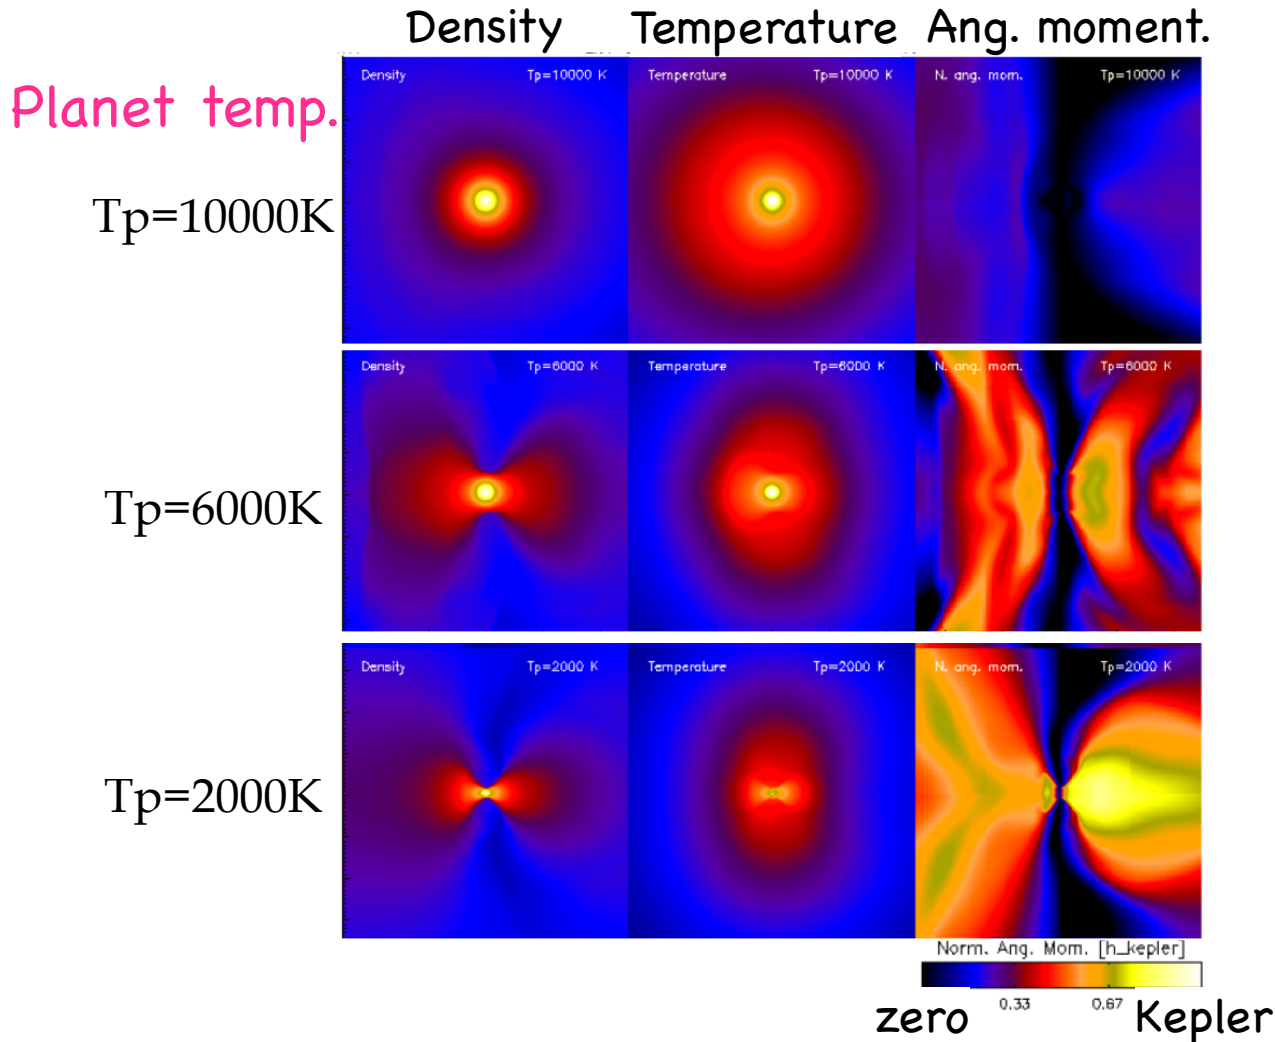 Density Temperature Ang. moment.
Planet temp.
Density Tp=10000 K Temperature Tp=10000 K N. ang. mom. Tp=10000 K
Tp=10000K
Density Tp=6000 K Temperature Tp=6000 K N. ang. mom. Tp=6000 K
Tp=6000K
Density Tp=2000 K Temperature Tp=2000 K N. ang. mom. Tp=2000 K
Tp=2000K
Norm. Ang. Mom. [h_kepler]
zero 0.33 0.67 Kepler